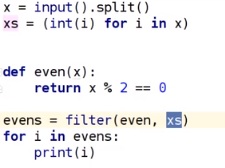 x = input().split()
xs = (int(i) for i in x)
def even(x):
    return x % 2 == 0
evens = filter(even, xs)
for i in evens:
    print(i)